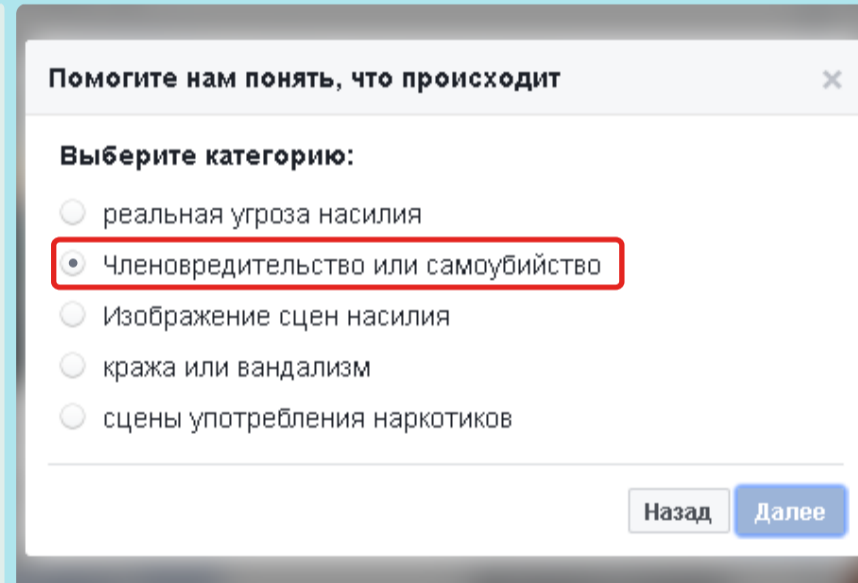 Помогите нам понять, что происходит
Выберите категорию:
реальная угроза насилия
Членовредительство или самоубийство
Изображение сцен насилия
кража или вандализм
сцены употребления наркотиков
Назад Далее